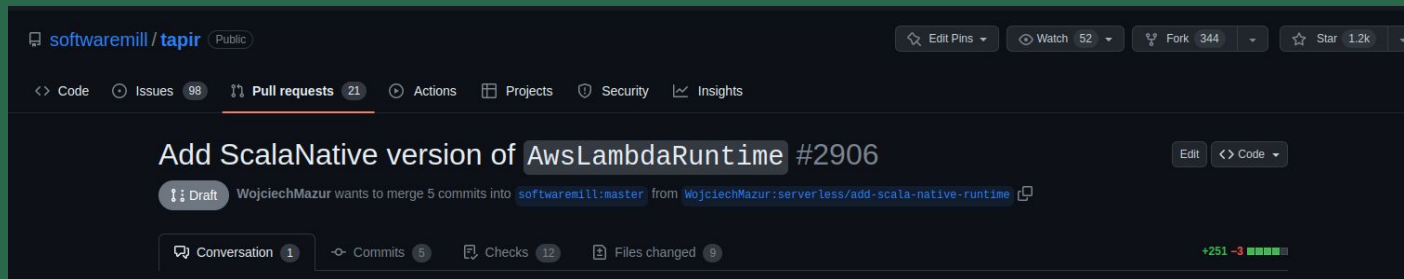 softwaremill / tapir Public Edit Pins Watch 52 Fork 344 Star 1.2k
Code Issues 98 Pull requests 21 Actions Projects Security Insights
Add ScalaNative version of AwsLambdaRuntime #2906 Edit Code
Draft WojciechMazur wants to merge 5 commits into softwaremill:master from WojciechMazur:serverless/add-scala-native-runtime
Conversation 1 Commits 5 Checks 12 Files changed 9 +251 −3